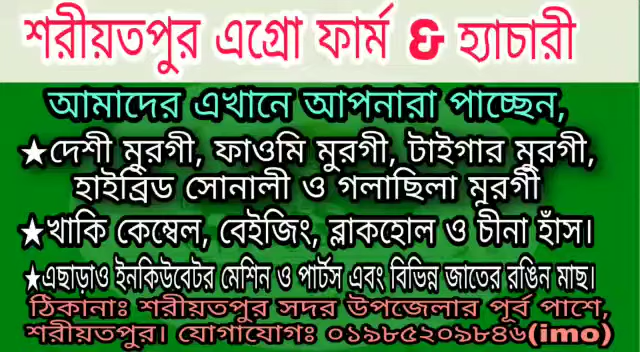 শরীয়তপুর এগ্রো ফার্ম & হ্যাচারী
আমাদের এখানে আপনারা পাচ্ছেন,
★দেশী মুরগী, ফাওমি মুরগী, টাইগার মুরগী,
হাইব্রিড সোনালী ও গলাছিলা মুরগী
★খাকি কেম্বেল, বেইজিং, ব্লাকহোল ও চীনা হাঁস।
★এছাড়াও ইনকিউবেটর মেশিন ও পার্টস এবং বিভিন্ন জাতের রঙিন মাছ।
ঠিকানাঃ শরীয়তপুর সদর উপজেলার পূর্ব পাশে,
শরীয়তপুর। যোগাযোগঃ ০১৯৮৫২০৯৮৪৬(imo)